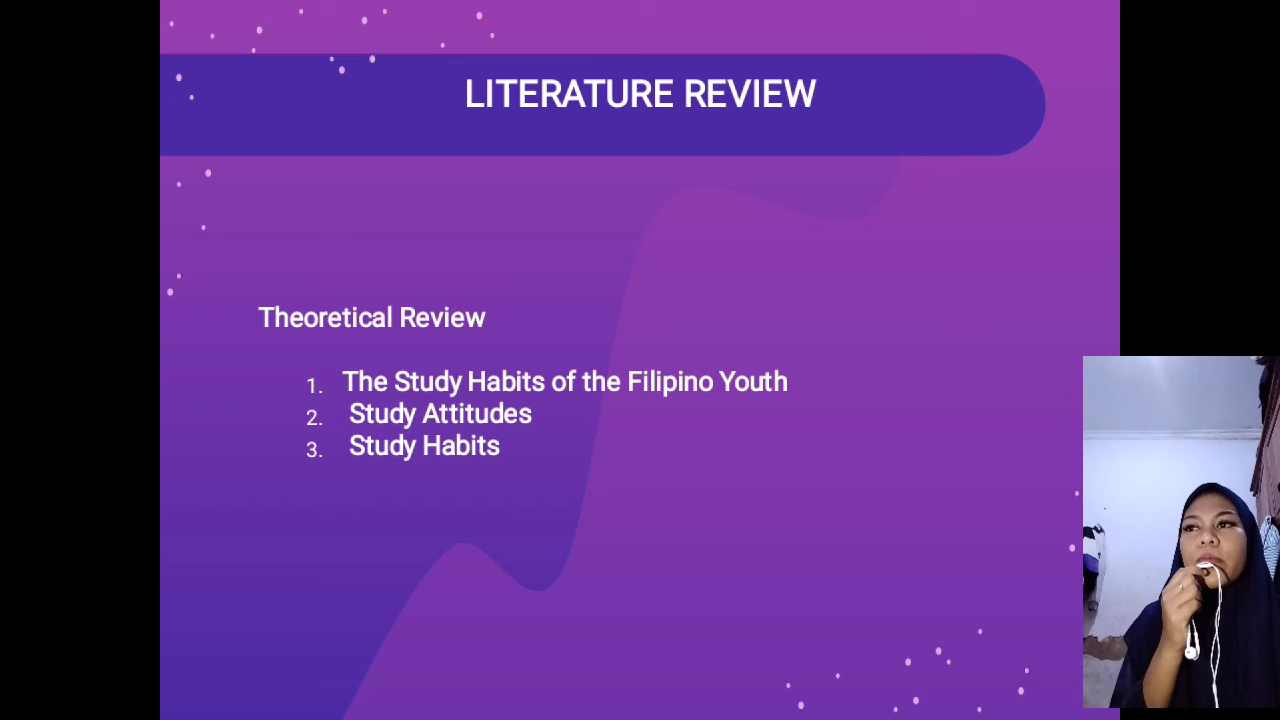 LITERATURE REVIEW
Theoretical Review
1. The Study Habits of the Filipino Youth
2. Study Attitudes
3. Study Habits